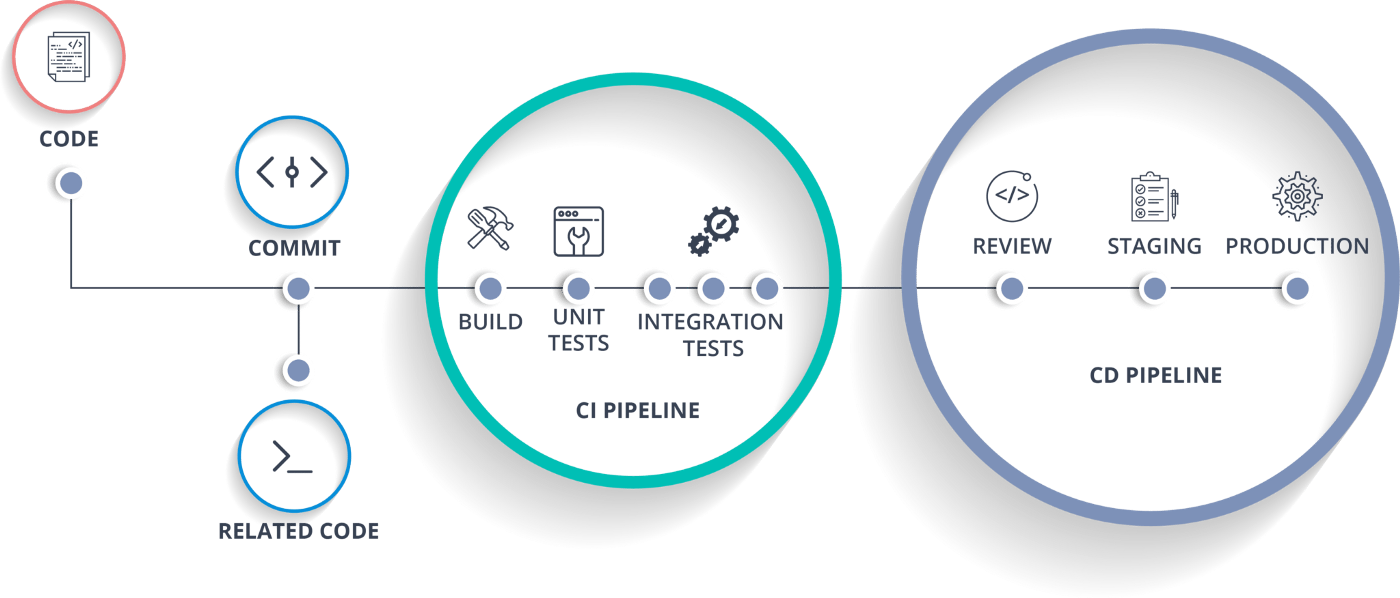 CODE
COMMIT
RELATED CODE
BUILD
UNIT
TESTS
INTEGRATION
TESTS
CI PIPELINE
REVIEW
STAGING
PRODUCTION
CD PIPELINE